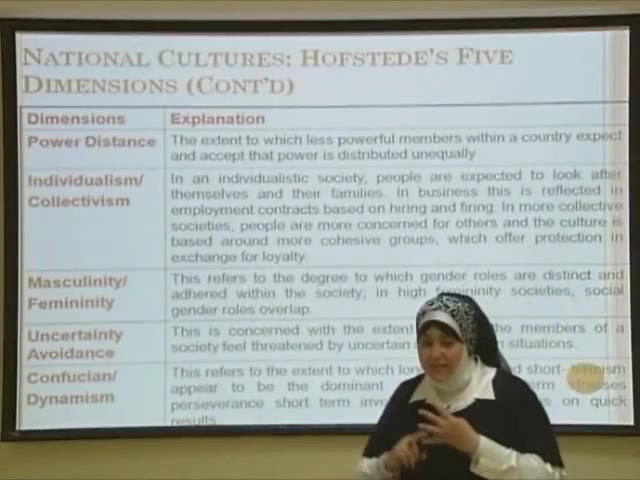 NATIONAL CULTURES: HOFSTEDE'S FIVE
DIMENSIONS (CONT'D)
Dimensions Explanation
Power Distance The extent to which less powerful members within a country expect
and accept that power is distributed unequally
Individualism/ In an individualistic society, people are expected to look after
Collectivism themselves and their families. In business this is reflected in
employment contracts based on hiring and firing. In more collective
societies, people are more concerned for others and the culture is
based around more cohesive groups, which offer protection in
exchange for loyalty.
Masculinity/ This refers to the degree to which gender roles are distinct and
Femininity adhered within the society; in high femininity societies, social
gender roles overlap.
Uncertainty This is concerned with the extent the members of a
Avoidance society feel threatened by uncertain situations.
Confucian/ This refers to the extent to which short-
Dynamism appear to be the dominant
perseverance short term on quick
results